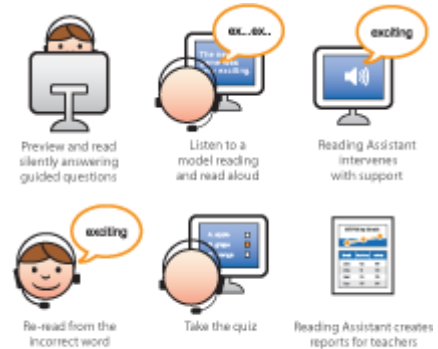 ex...ex..
exciting
Preview and read
silently answering
guided questions
Listen to a
model reading
and read aloud
Reading Assistant
intervenes
with support
exciting
Re-read from the
incorrect word
Take the quiz
Reading Assistant creates
reports for teachers